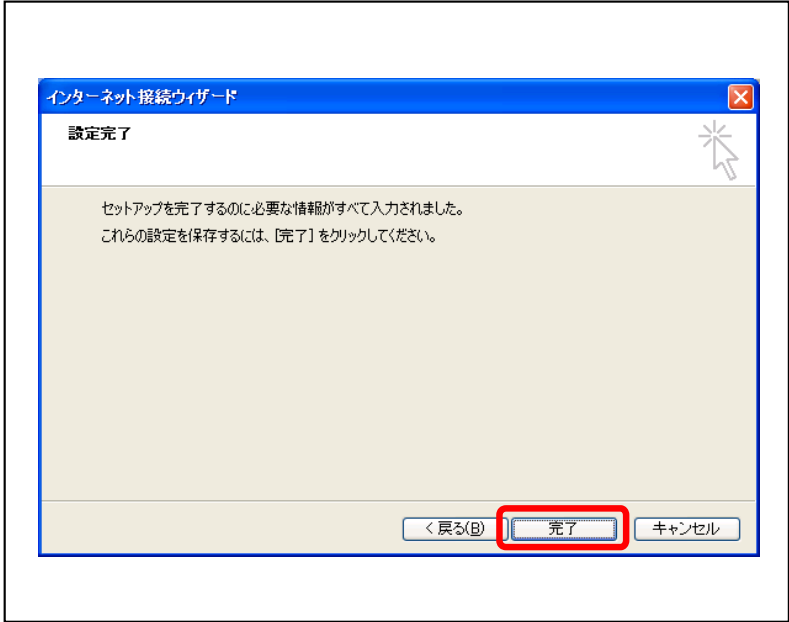 インターネット接続ウィザード
設定完了
セットアップを完了するのに必要な情報がすべて入力されました。
これらの設定を保存するには、[完了] をクリックしてください。
< 戻る(B)
完了
キャンセル